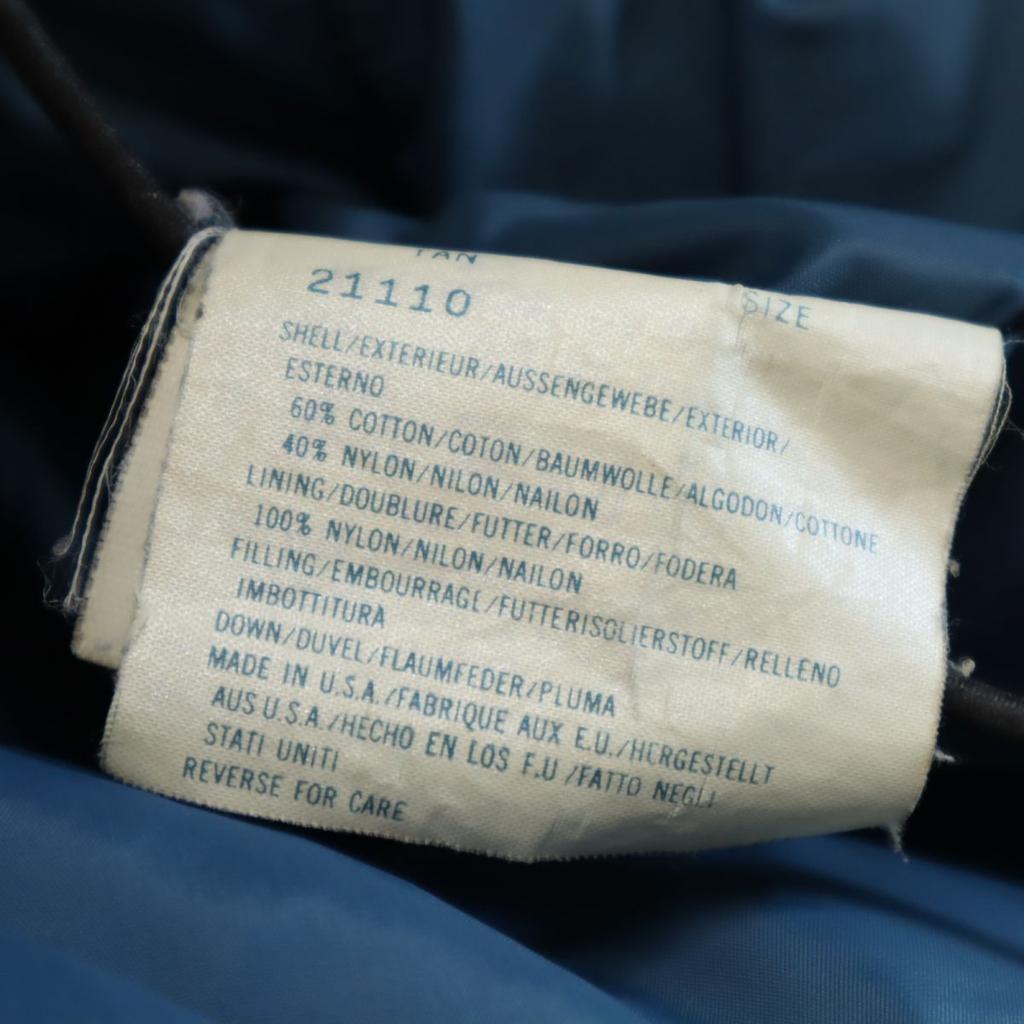 TAN
21110 SIZE
SHELL/EXTERIEUR/AUSSENGEWEBE/EXTERIOR/
ESTERNO
60% COTTON/COTON/BAUMWOLLE/ALGODON/COTTONE
40% NYLON/NILON/NAILON
LINING/DOUBLURE/FUTTER/FORRO/FODERA
100% NYLON/NILON/NAILON
FILLING/EMBOURRAGE/FUTTERISOLIERSTOFF/RELLENO
IMBOTTITURA
DOWN/DUVEL/FLAUMFEDER/PLUMA
MADE IN U.S.A./FABRIQUE AUX E.U./HERGESTELLT
AUS U.S.A./HECHO EN LOS E.U./FATTO NEGLI
STATI UNITI
REVERSE FOR CARE